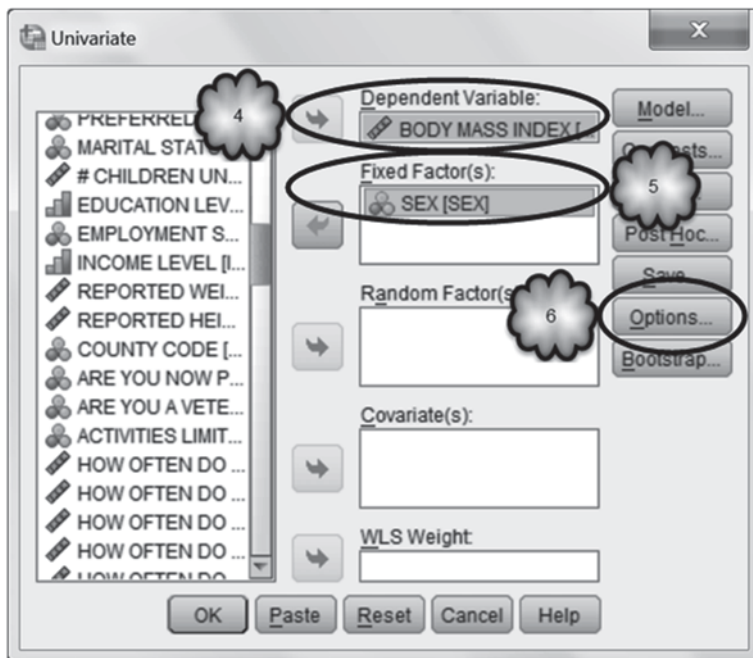 Univariate
X
PREFERRED
MARITAL STAT
# CHILDREN UN...
EDUCATION LEV...
EMPLOYMENT S...
INCOME LEVEL [I...
REPORTED WEI...
REPORTED HEI...
COUNTY CODE [...
ARE YOU NOW P...
ARE YOU A VETE...
ACTIVITIES LIMIT...
HOW OFTEN DO ...
HOW OFTEN DO ...
HOW OFTEN DO ...
HOW OFTEN DO ...
HOW OFTEN DO
4
Dependent Variable:
BODY MASS INDEX [...
Fixed Factor(s):
SEX [SEX]
5
Random Factor(s
6
Covariate(s):
WLS Weight:
Model...
Post Hoc...
Save...
Options...
Bootstrap...
OK
Paste
Reset
Cancel
Help